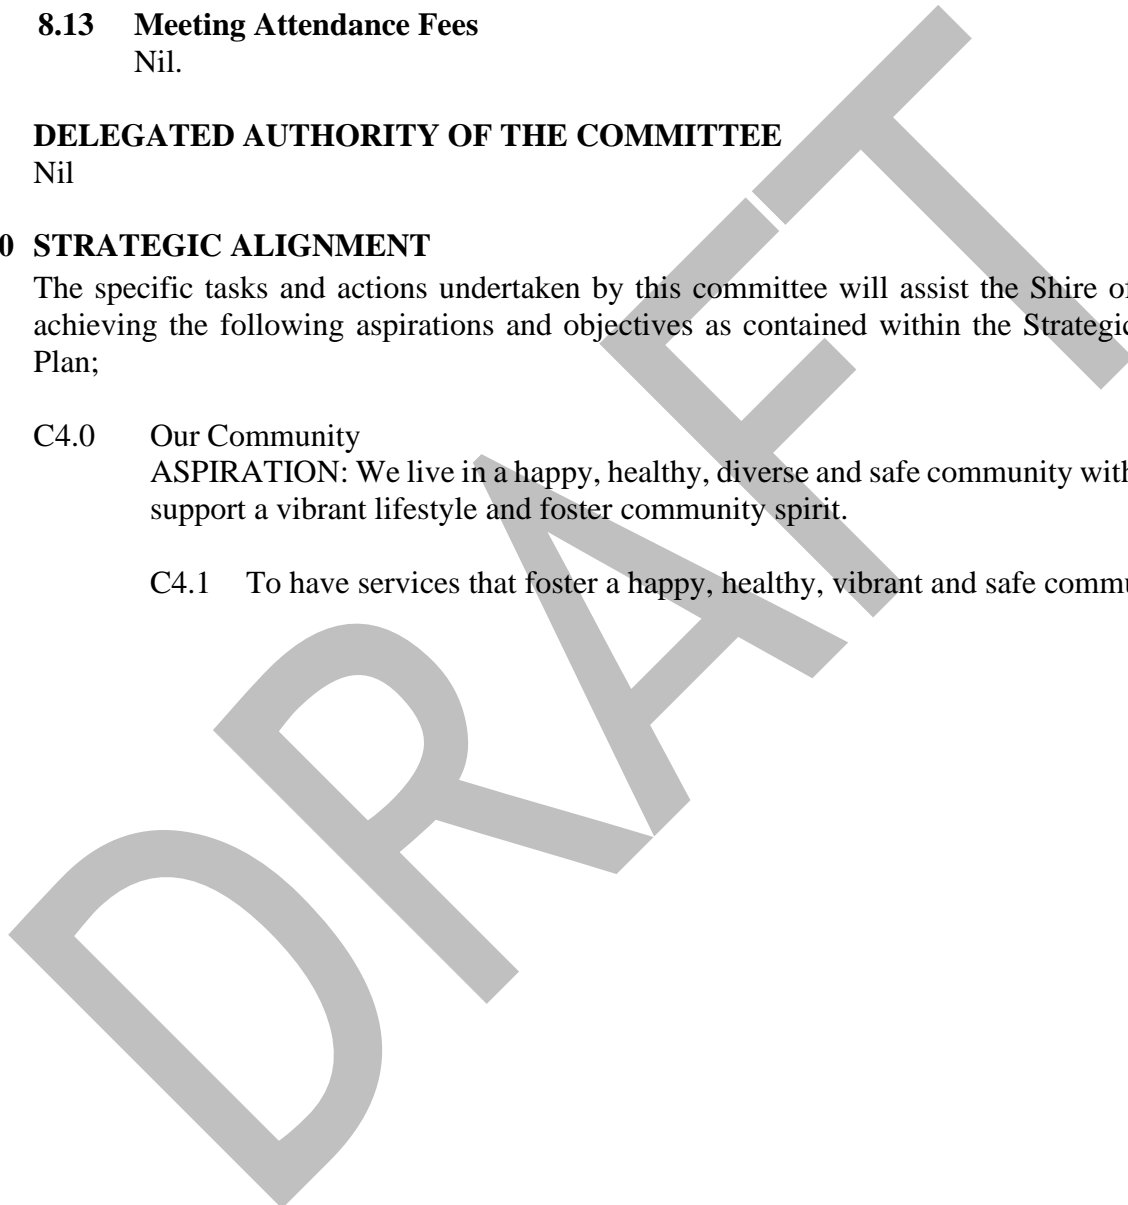 8.13 Meeting Attendance Fees
Nil.
DELEGATED AUTHORITY OF THE COMMITTEE
Nil
0 STRATEGIC ALIGNMENT
The specific tasks and actions undertaken by this committee will assist the Shire of
achieving the following aspirations and objectives as contained within the Strategic
Plan;
C4.0 Our Community
ASPIRATION: We live in a happy, healthy, diverse and safe community with
support a vibrant lifestyle and foster community spirit.
C4.1 To have services that foster a happy, healthy, vibrant and safe
DRAFT